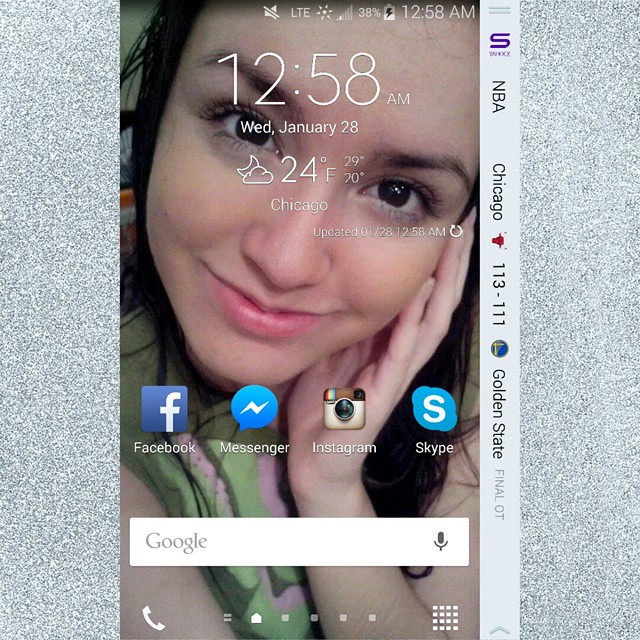 LTE 38% 12:58 AM
12:58 AM
Wed, January 28
24°F 29° 20°
Chicago
Updated 01/28 12:58 AM
Facebook Messenger Instagram Skype
Google
S YAHOO!
NBA
Chicago 113 - 111 Golden State FINAL OT